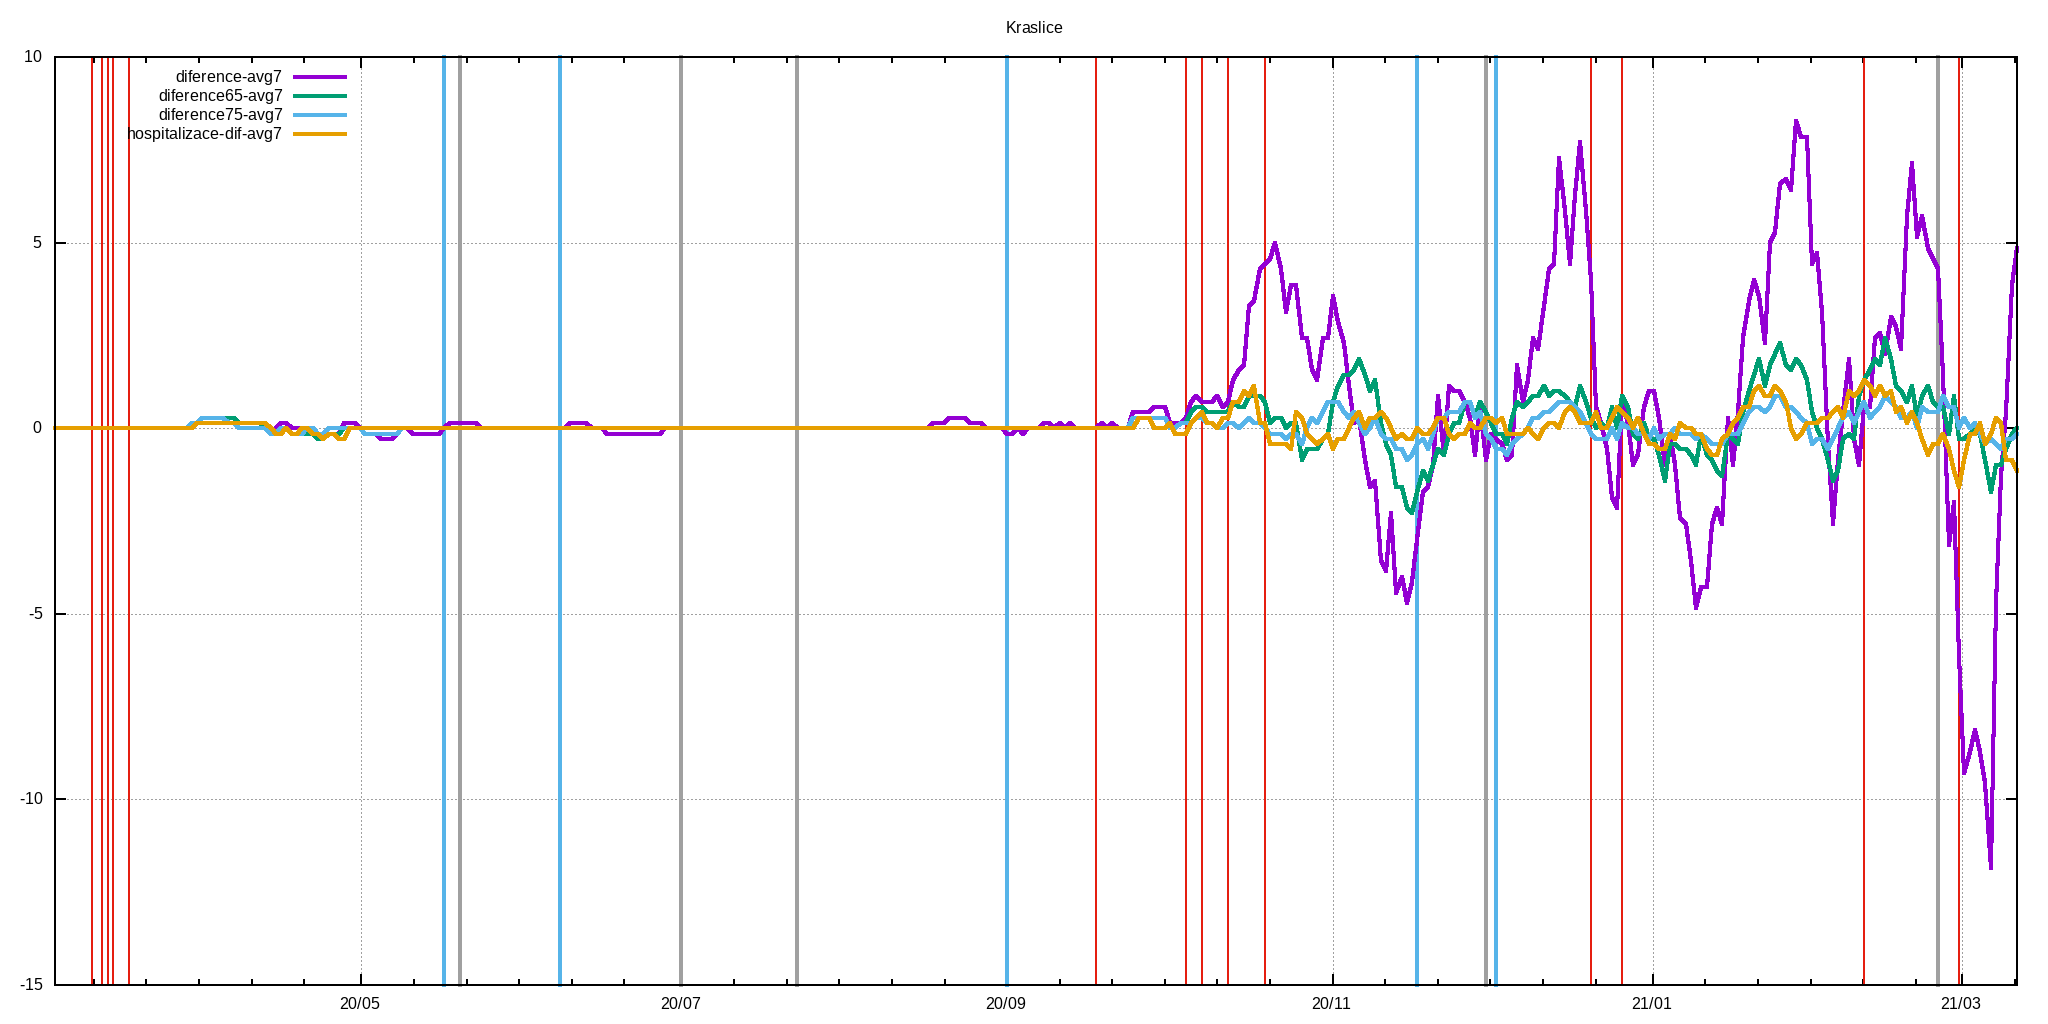 Kraslice
10
diference-avg7
diference65-avg7
diference75-avg7
hospitalizace-dif-avg7
5
0
-5
-10
-15
20/05 20/07 20/09 20/11 21/01 21/03